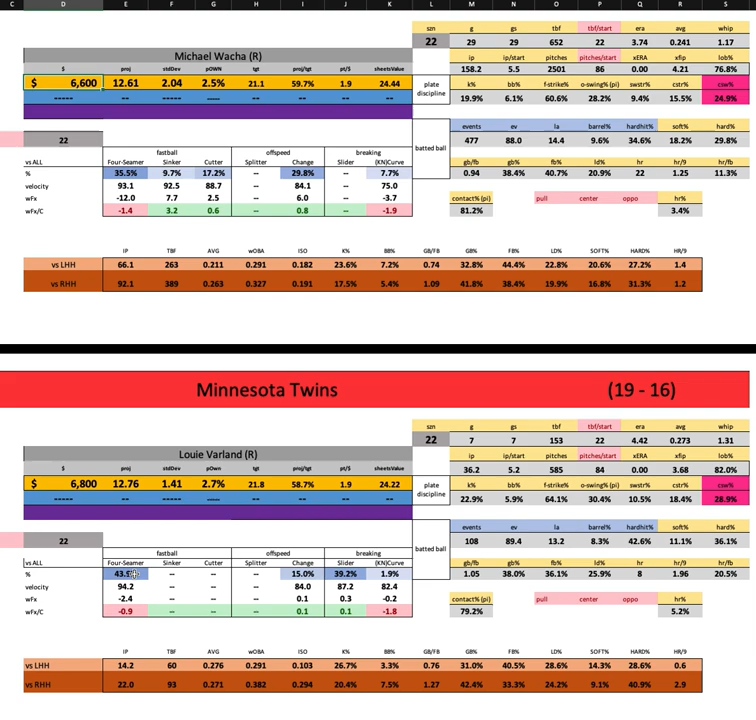 C D E F G H I J K L M N O P Q R S
szn g gs tbf tbf/start era avg whip
22 29 29 652 22 3.74 0.241 1.17
Michael Wacha (R) ip ip/start pitches pitches/start xERA xfip lob%
158.2 5.5 2501 86 0.00 4.21 76.8%
$ proj stdDev pOWN tgt proj/tgt pt/$ sheetsValue
$ 6,600 12.61 2.04 2.5% 21.1 59.7% 1.9 24.44
plate discipline k% bb% f-strike% o-swing% (pi) swstr% cstr% csw%
----- -- -- ---- -- -- -- --
19.9% 6.1% 60.6% 28.2% 9.4% 15.5% 24.9%
events ev la barrel% hardhit% soft% hard%
22 477 88.0 14.4 9.6% 34.6% 18.2% 29.8%
batted ball
fastball offspeed breaking
vs ALL Four-Seamer Sinker Cutter Splitter Change Slider (KN)Curve gb/fb gb% fb% ld% hr hr/9 hr/fb
% 35.5% 9.7% 17.2% -- 29.8% -- 7.7% 0.94 38.4% 40.7% 20.9% 22 1.25 11.3%
velocity 93.1 92.5 88.7 -- 84.1 -- 75.0
wFx -12.0 7.7 2.5 -- 6.0 -- -3.7 contact% (pi) pull center oppo hr%
wFx/C -1.4 3.2 0.6 -- 0.8 -- -1.9 81.2% 3.4%
IP TBF AVG wOBA ISO K% BB% GB/FB GB% FB% LD% SOFT% HARD% HR/9
vs LHH 66.1 263 0.211 0.291 0.182 23.6% 7.2% 0.74 32.8% 44.4% 22.8% 20.6% 27.2% 1.4
vs RHH 92.1 389 0.263 0.327 0.191 17.5% 5.4% 1.09 41.8% 38.4% 19.9% 16.8% 31.3% 1.2
Minnesota Twins (19 - 16)
szn g gs tbf tbf/start era avg whip
22 7 7 153 22 4.42 0.273 1.31
Louie Varland (R) ip ip/start pitches pitches/start xERA xfip lob%
36.2 5.2 585 84 0.00 3.68 82.0%
$ proj stdDev pOwn tgt proj/tgt pt/$ sheetsValue
$ 6,800 12.76 1.41 2.7% 21.8 58.7% 1.9 24.22
plate discipline k% bb% f-strike% o-swing% (pi) swstr% cstr% csw%
----- -- -- ---- -- -- -- --
22.9% 5.9% 64.1% 30.4% 10.5% 18.4% 28.9%
events ev la barrel% hardhit% soft% hard%
22 108 89.4 13.2 8.3% 42.6% 11.1% 36.1%
batted ball
fastball offspeed breaking
vs ALL Four-Seamer Sinker Cutter Splitter Change Slider (KN)Curve gb/fb gb% fb% ld% hr hr/9 hr/fb
% -- -- -- 15.0% 39.2% 1.9% 1.05 38.0% 36.1% 25.9% 8 1.96 20.5%
velocity 94.2 -- -- -- 84.0 87.2 82.4
wFx -2.4 -- -- -- 0.1 0.3 -0.2 contact% (pi) pull center oppo hr%
wFx/C -0.9 -- -- -- 0.1 0.1 -1.8 79.2% 5.2%
IP TBF AVG wOBA ISO K% BB% GB/FB GB% FB% LD% SOFT% HARD% HR/9
vs LHH 14.2 60 0.276 0.291 0.103 26.7% 3.3% 0.76 31.0% 40.5% 28.6% 14.3% 28.6% 0.6
vs RHH 22.0 93 0.271 0.382 0.294 20.4% 7.5% 1.27 42.4% 33.3% 24.2% 9.1% 40.9% 2.9